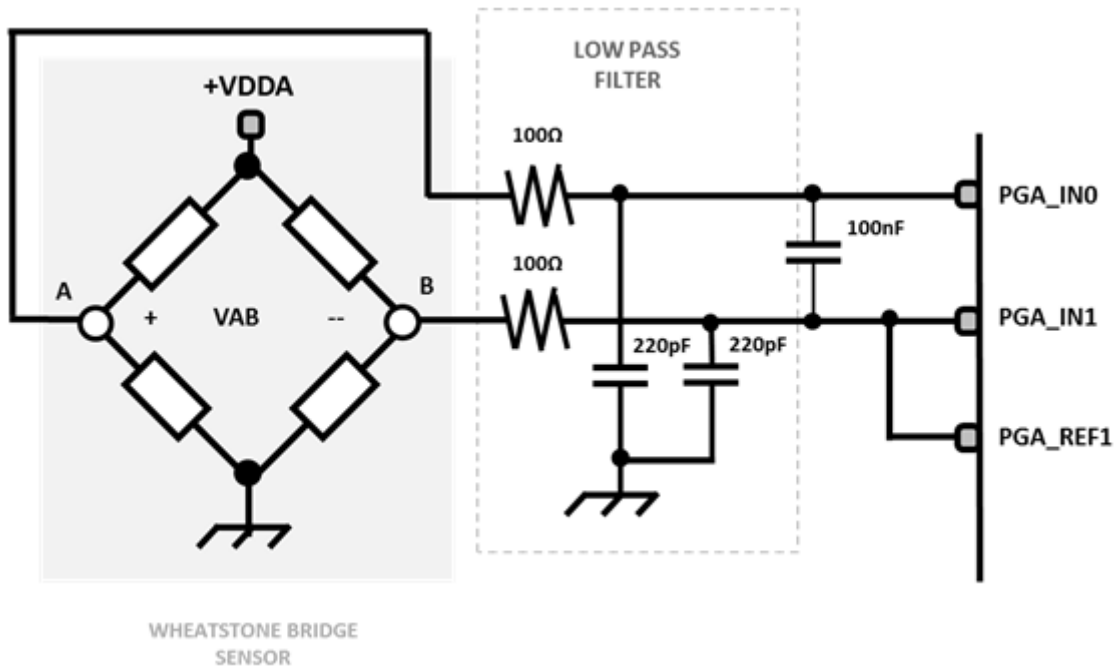 LOW PASS
FILTER
+VDDA
100Ω
PGA_IN0
100nF
100Ω
A
B
+
VAB
--
PGA_IN1
220pF
220pF
PGA_REF1
WHEATSTONE BRIDGE
SENSOR